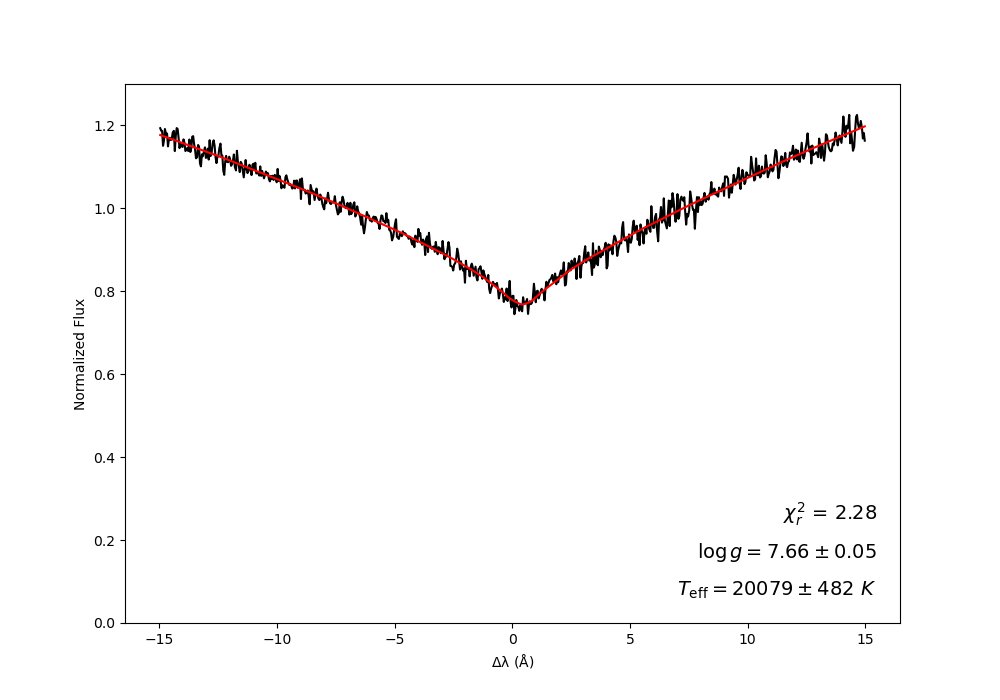 1.2
1.0
0.8
0.6
0.4
0.2
0.0
Normalized Flux
χ²ᵣ = 2.28
log g = 7.66 ± 0.05
T_eff = 20079 ± 482 K
−15 −10 −5 0 5 10 15
Δλ (Å)